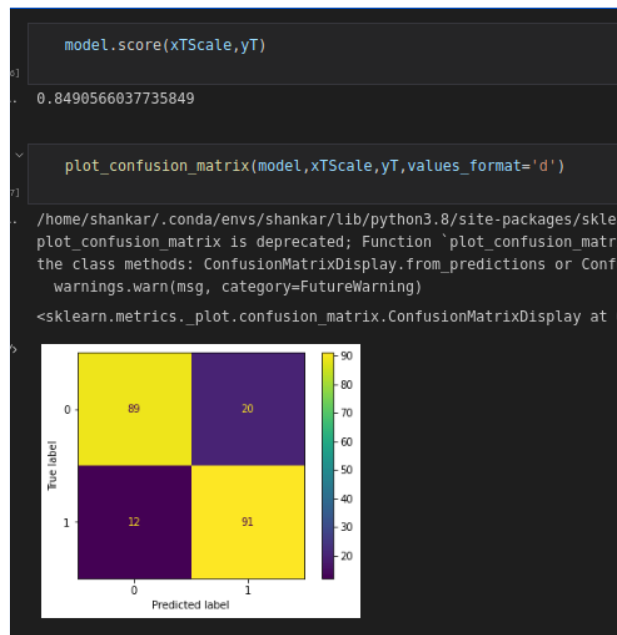 model.score(xTScale,yT)
0.8490566037735849
plot_confusion_matrix(model,xTScale,yT,values_format='d')
/home/shankar/.conda/envs/shankar/lib/python3.8/site-packages/skle
plot_confusion_matrix is deprecated; Function `plot_confusion_matr
the class methods: ConfusionMatrixDisplay.from_predictions or Conf
warnings.warn(msg, category=FutureWarning)
<sklearn.metrics._plot.confusion_matrix.ConfusionMatrixDisplay at
90
80
70
60
50
40
30
20
True label
0
89
20
1
12
91
0
1
Predicted label